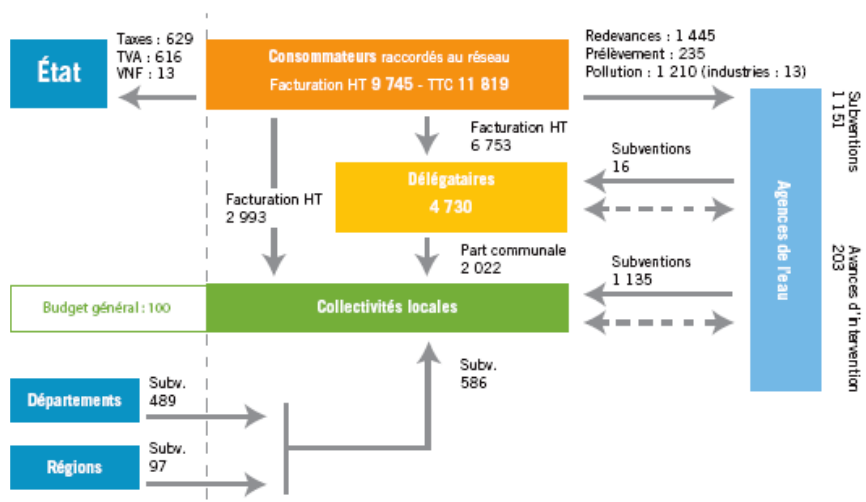 État
Taxes : 629
TVA : 616
VNF : 13
Consommateurs raccordés au réseau
Facturation HT 9 745 - TTC 11 819
Redevances : 1 445
Prélèvement : 235
Pollution : 1 210 (industries : 13)
Subventions
1 151
Facturation HT
6 753
Subventions
16
Délégataires
4 730
Facturation HT
2 993
Agences de l'eau
Avances d'intervention
203
Part communale
2 022
Subventions
1 135
Budget général : 100
Collectivités locales
Subv.
586
Départements
Subv.
489
Régions
Subv.
97